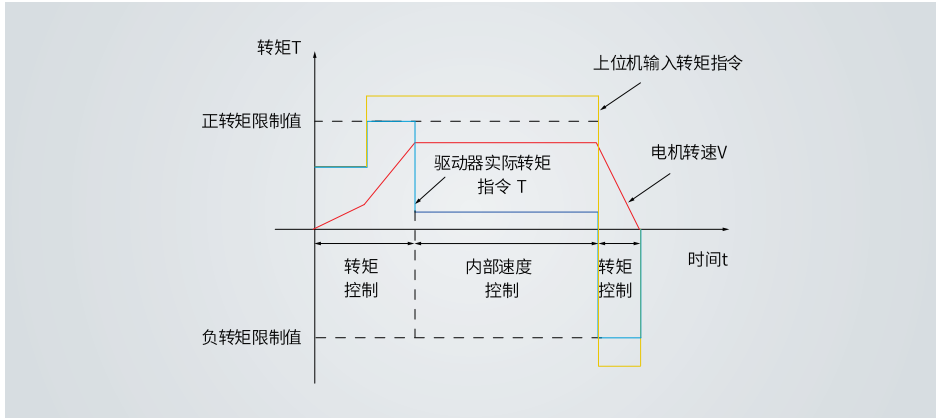 转矩T
上位机输入转矩指令
正转矩限制值
电机转速V
驱动器实际转矩
指令 T
时间t
转矩
控制
内部速度
控制
转矩
控制
负转矩限制值